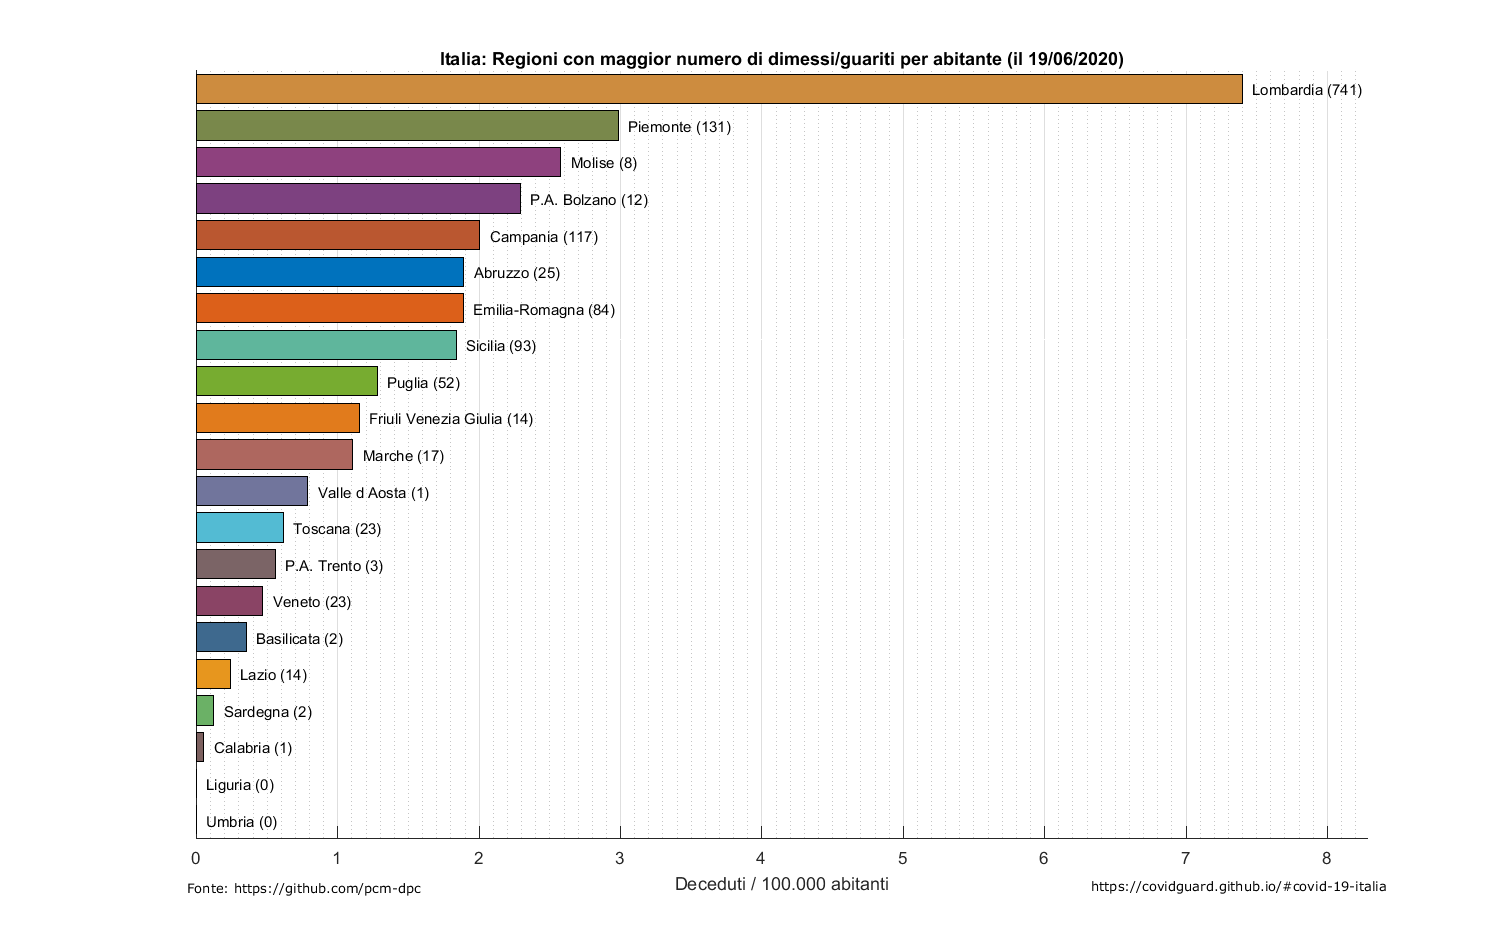 Italia: Regioni con maggior numero di dimessi/guariti per abitante (il 19/06/2020)
Lombardia (741)
Piemonte (131)
Molise (8)
P.A. Bolzano (12)
Campania (117)
Abruzzo (25)
Emilia-Romagna (84)
Sicilia (93)
Puglia (52)
Friuli Venezia Giulia (14)
Marche (17)
Valle d Aosta (1)
Toscana (23)
P.A. Trento (3)
Veneto (23)
Basilicata (2)
Lazio (14)
Sardegna (2)
Calabria (1)
Liguria (0)
Umbria (0)
0 1 2 3 4 5 6 7 8
Deceduti / 100.000 abitanti
Fonte: https://github.com/pcm-dpc
https://covidguard.github.io/#covid-19-italia